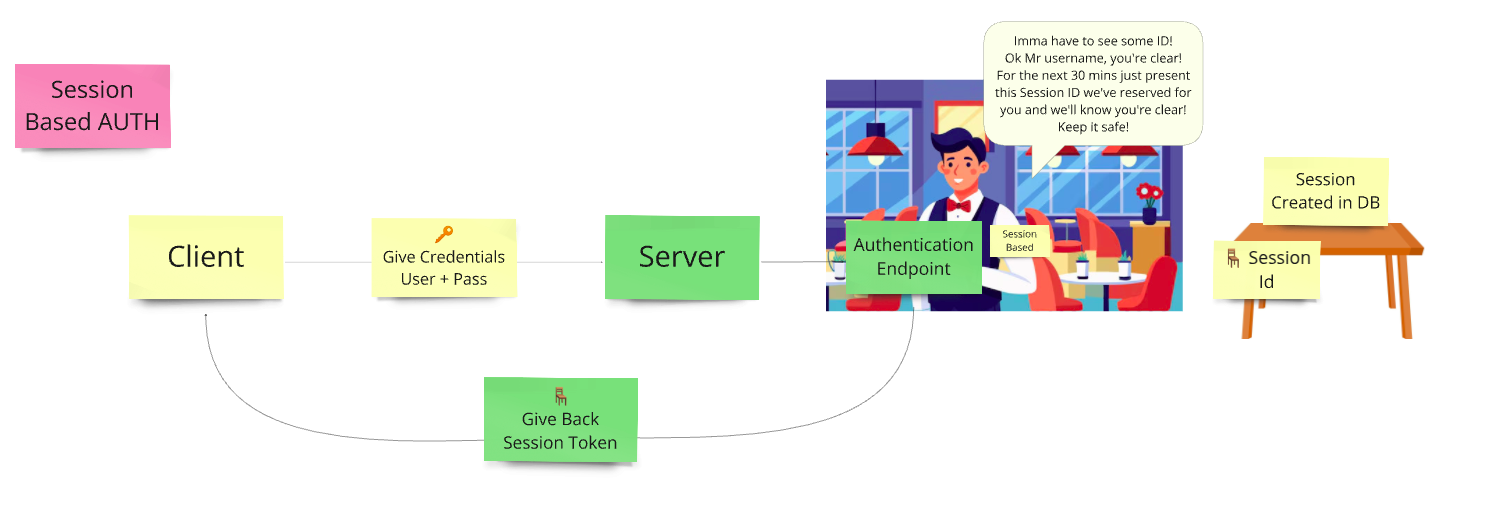 Session
Based AUTH
Client
Give Credentials
User + Pass
Server
Imma have to see some ID!
Ok Mr username, you're clear!
For the next 30 mins just present
this Session ID we've reserved for
you and we'll know you're clear!
Keep it safe!
Authentication
Endpoint
Session
Based
Session
Created in DB
Session
Id
Give Back
Session Token